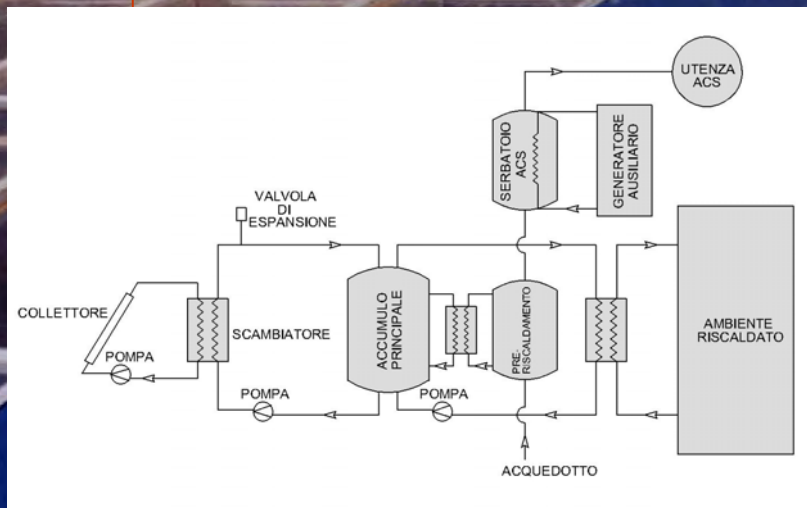 UTENZA
ACS
SERBATOIO
ACS
GENERATORE
AUSILIARIO
VALVOLA
DI
ESPANSIONE
COLLETTORE
POMPA
SCAMBIATORE
ACCUMULO
PRINCIPALE
PRE-
RISCALDAMENTO
AMBIENTE
RISCALDATO
POMPA
POMPA
ACQUEDOTTO